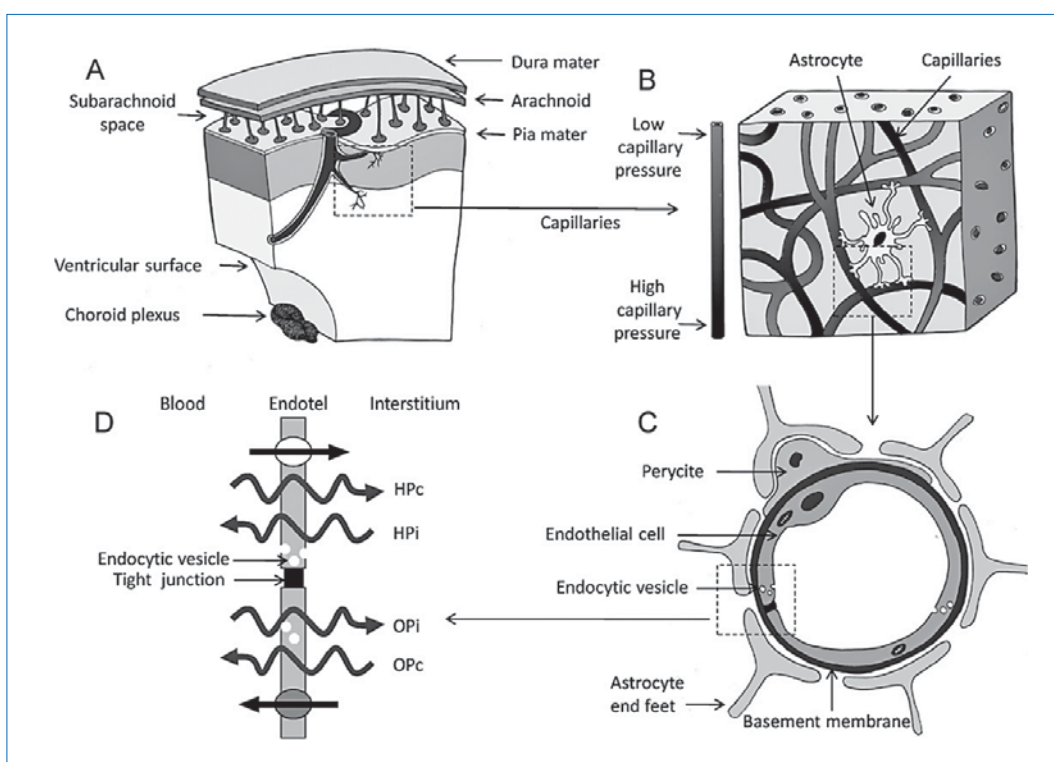 A
Dura mater
Subarachnoid
space
Arachnoid
Pia mater
Ventricular surface
Choroid plexus
Capillaries
B
Astrocyte
Capillaries
Low
capillary
pressure
High
capillary
pressure
D
Blood
Endotel
Interstitium
HPc
HPi
Endocytic vesicle
Tight junction
OPi
OPc
C
Perycite
Endothelial cell
Endocytic vesicle
Astrocyte
end feet
Basement membrane